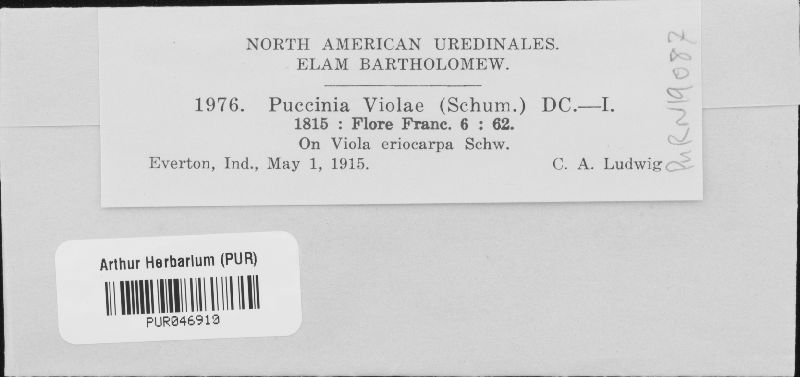 NORTH AMERICAN UREDINALES.
ELAM BARTHOLOMEW.
1976. Puccinia Violae (Schum.) DC.—I.
1815 : Flore Franc. 6 : 62.
On Viola eriocarpa Schw.
Everton, Ind., May 1, 1915. C. A. Ludwig
PURN19087
Arthur Herbarium (PUR)
PUR046910